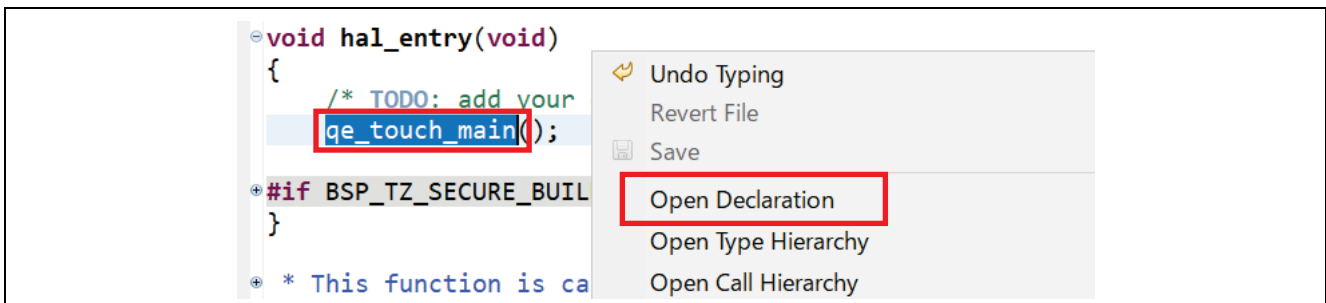 void hal_entry(void)
{
/* TODO: add your
qe_touch_main();
#if BSP_TZ_SECURE_BUIL
}
* This function is ca
Undo Typing
Revert File
Save
Open Declaration
Open Type Hierarchy
Open Call Hierarchy